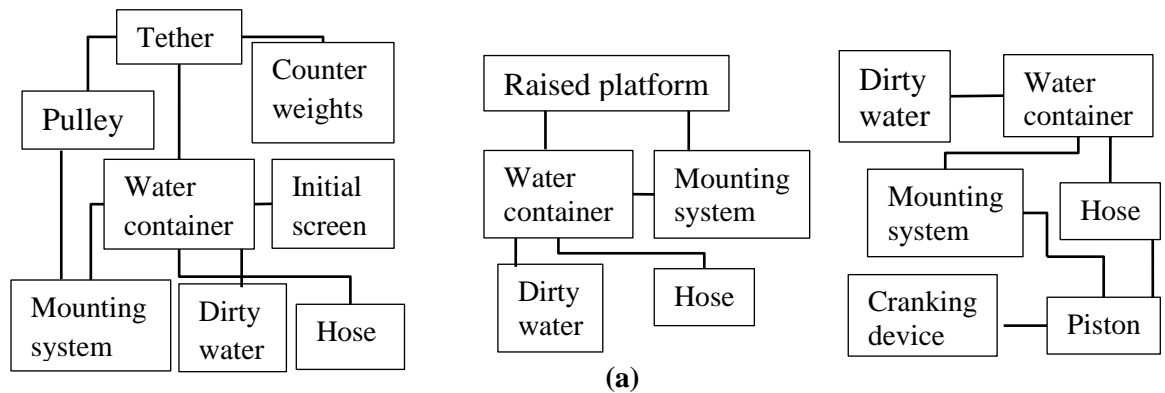 Tether
Counter
weights
Pulley
Water
container
Initial
screen
Mounting
system
Dirty
water
Hose
Raised platform
Water
container
Mounting
system
Dirty
water
Hose
Dirty
water
Water
container
Mounting
system
Hose
Cranking
device
Piston
(a)